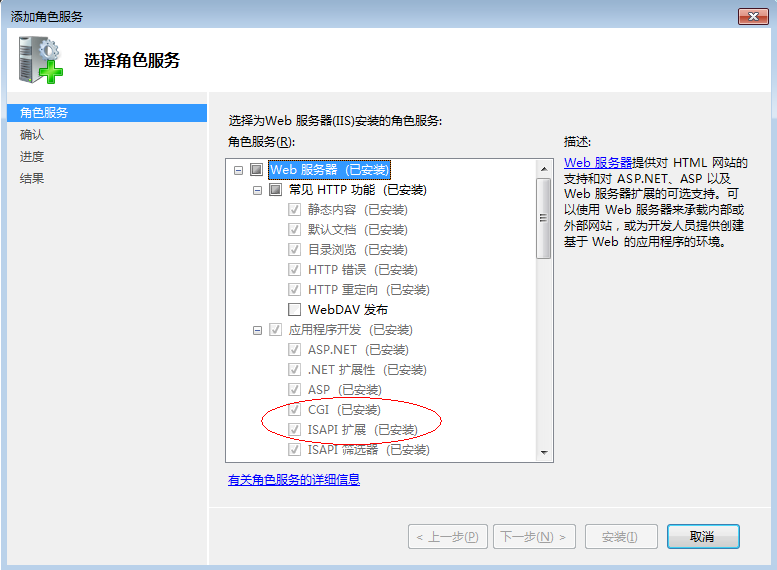 添加角色服务
选择角色服务
角色服务
确认
进度
结果
选择为Web 服务器(IIS)安装的角色服务:
角色服务(R):
Web 服务器 (已安装)
常见 HTTP 功能 (已安装)
静态内容 (已安装)
默认文档 (已安装)
目录浏览 (已安装)
HTTP 错误 (已安装)
HTTP 重定向 (已安装)
WebDAV 发布
应用程序开发 (已安装)
ASP.NET (已安装)
.NET 扩展性 (已安装)
ASP (已安装)
CGI (已安装)
ISAPI 扩展 (已安装)
ISAPI 筛选器 (已安装)
描述:
Web 服务器提供对 HTML 网站的
支持和对 ASP.NET、ASP 以及
Web 服务器扩展的可选支持。可
以使用 Web 服务器来承载内部或
外部网站，或为开发人员提供创建
基于 Web 的应用程序的环境。
有关角色服务的详细信息
< 上一步(P)
下一步(N) >
安装(I)
取消